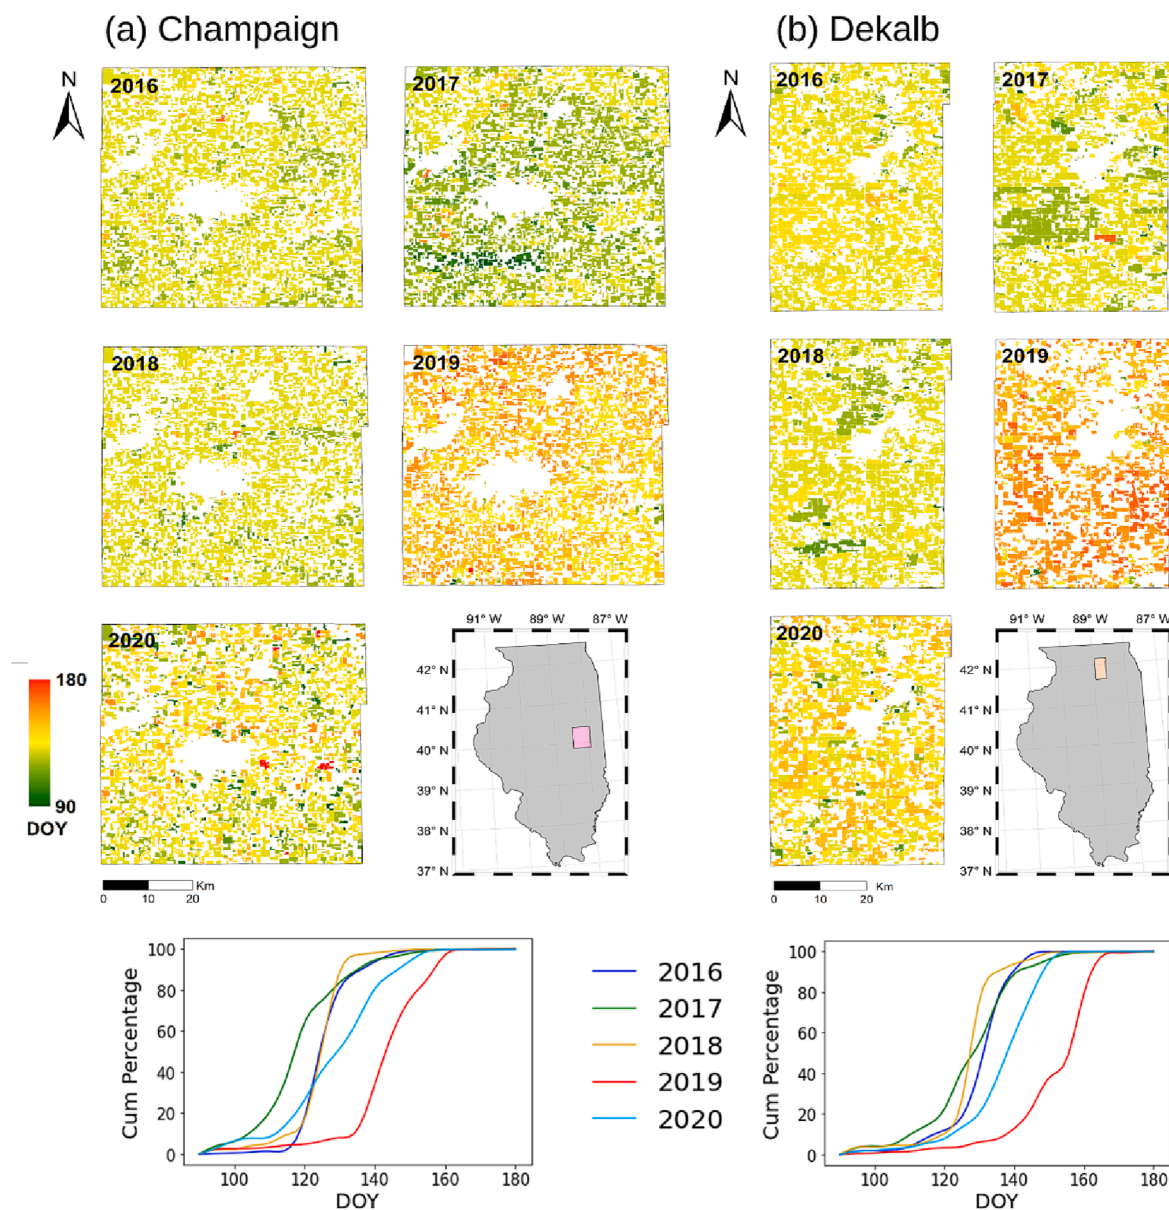 (a) Champaign
(b) Dekalb
N
2016
2017
N
2016
2017
2018
2019
2018
2019
2020
91° W 89° W 87° W
42° N
41° N
40° N
39° N
38° N
37° N
180
90
DOY
0 10 20 Km
2020
91° W 89° W 87° W
42° N
41° N
40° N
39° N
38° N
37° N
0 10 20 Km
Cum Percentage
100
80
60
40
20
0
100 120 140 160 180
DOY
2016
2017
2018
2019
2020
Cum Percentage
100
80
60
40
20
0
100 120 140 160 180
DOY